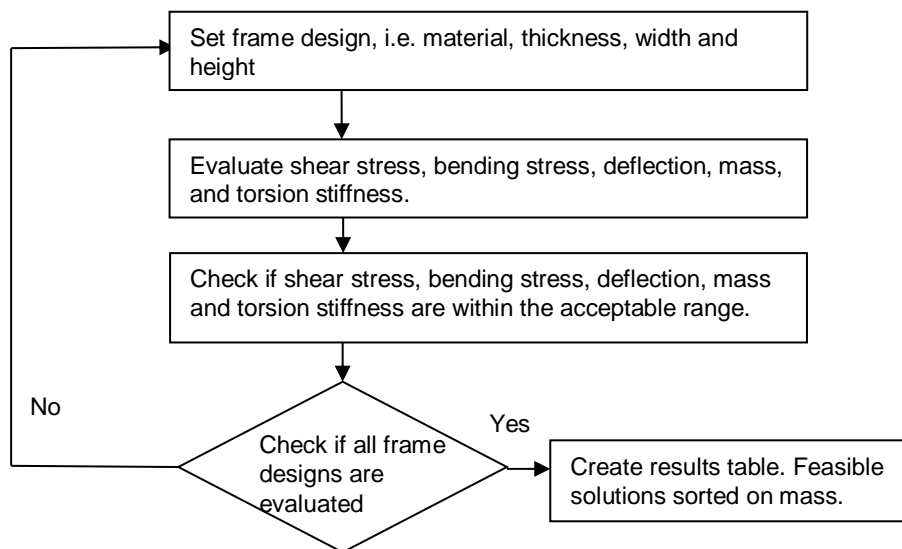 Set frame design, i.e. material, thickness, width and
height
Evaluate shear stress, bending stress, deflection, mass,
and torsion stiffness.
Check if shear stress, bending stress, deflection, mass
and torsion stiffness are within the acceptable range.
No
Yes
Check if all frame
designs are
evaluated
Create results table. Feasible
solutions sorted on mass.